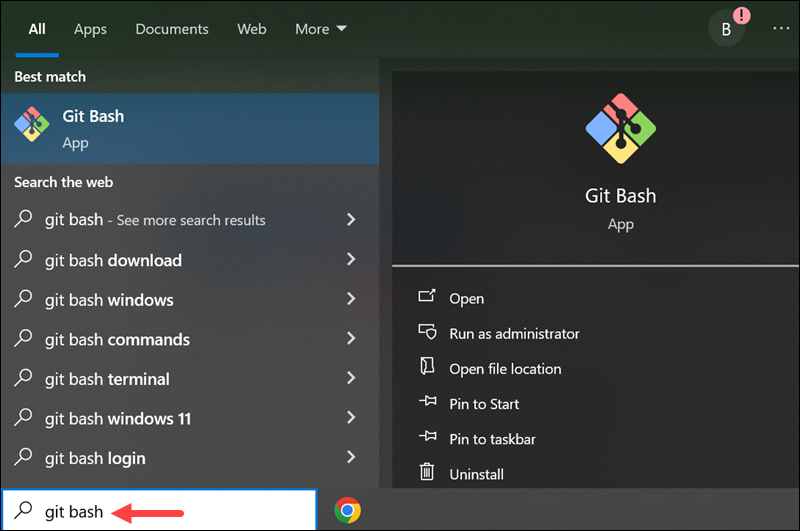 All Apps Documents Web More B ! ...
Best match
Git Bash
App
Search the web
git bash - See more search results
git bash download
git bash windows
git bash commands
git bash terminal
git bash windows 11
git bash login
git bash
Git Bash
App
Open
Run as administrator
Open file location
Pin to Start
Pin to taskbar
Uninstall